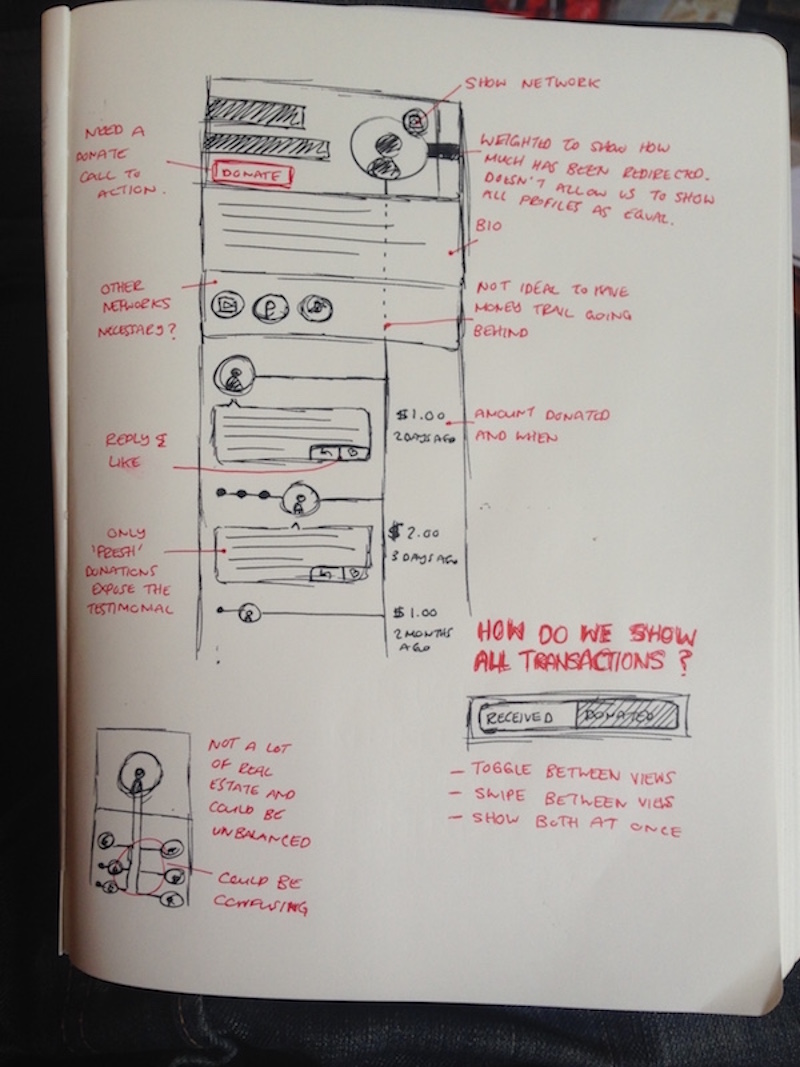 SHOW NETWORK
NEED A
DONATE
CALL TO
ACTION.
DONATE
WEIGHTED TO SHOW HOW
MUCH HAS BEEN REDIRECTED.
DOESN'T ALLOW US TO SHOW
ALL PROFILES AS EQUAL.
BIO
OTHER
NETWORKS
NECESSARY?
NOT IDEAL TO HAVE
MONEY TRAIL GOING
BEHIND
$1.00
2 DAYS AGO
AMOUNT DONATED
AND WHEN
REPLY &
LIKE
ONLY
'FRESH'
DONATIONS
EXPOSE THE
TESTIMONIAL
$2.00
3 DAYS AGO
$1.00
2 MONTHS
AGO
HOW DO WE SHOW
ALL TRANSACTIONS?
RECEIVED DONATED
- TOGGLE BETWEEN VIEWS
- SWIPE BETWEEN VIEWS
- SHOW BOTH AT ONCE
NOT A LOT
OF REAL
ESTATE AND
COULD BE
UNBALANCED
COULD BE
CONFUSING